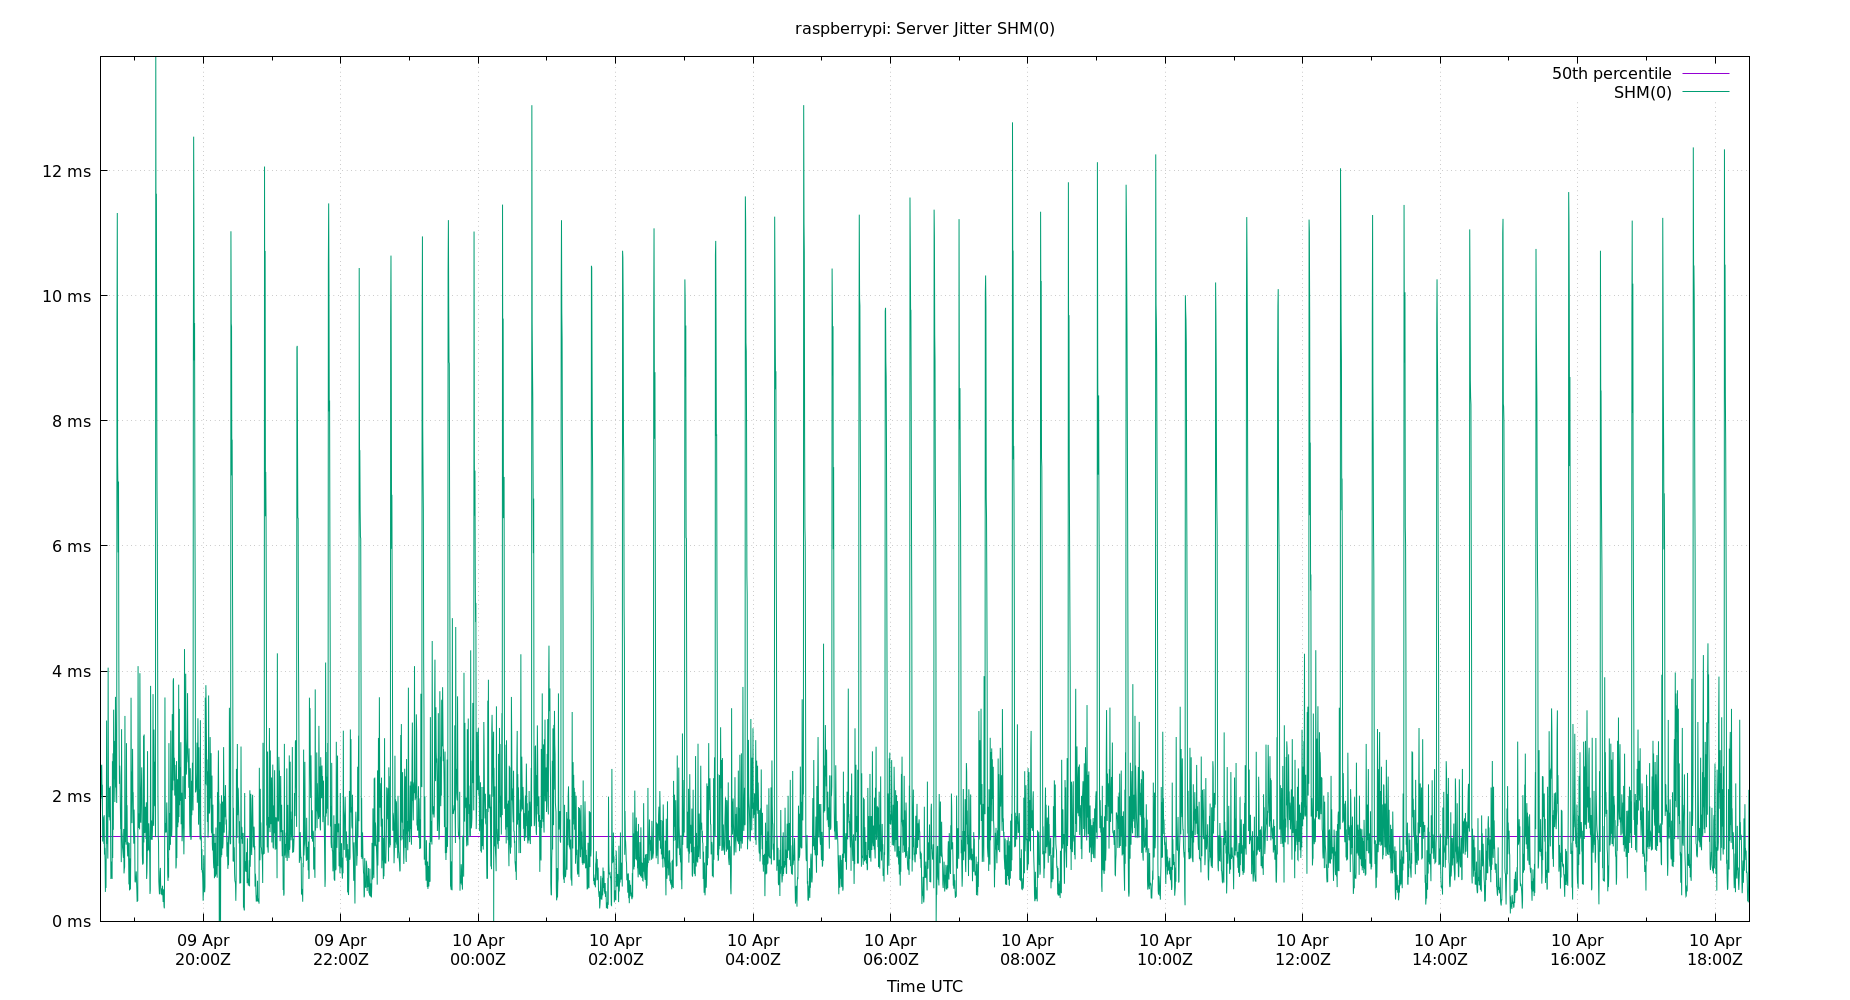 raspberrypi: Server Jitter SHM(0)
50th percentile
SHM(0)
12 ms
10 ms
8 ms
6 ms
4 ms
2 ms
0 ms
09 Apr 09 Apr 10 Apr 10 Apr 10 Apr 10 Apr 10 Apr 10 Apr 10 Apr 10 Apr 10 Apr 10 Apr
20:00Z 22:00Z 00:00Z 02:00Z 04:00Z 06:00Z 08:00Z 10:00Z 12:00Z 14:00Z 16:00Z 18:00Z
Time UTC